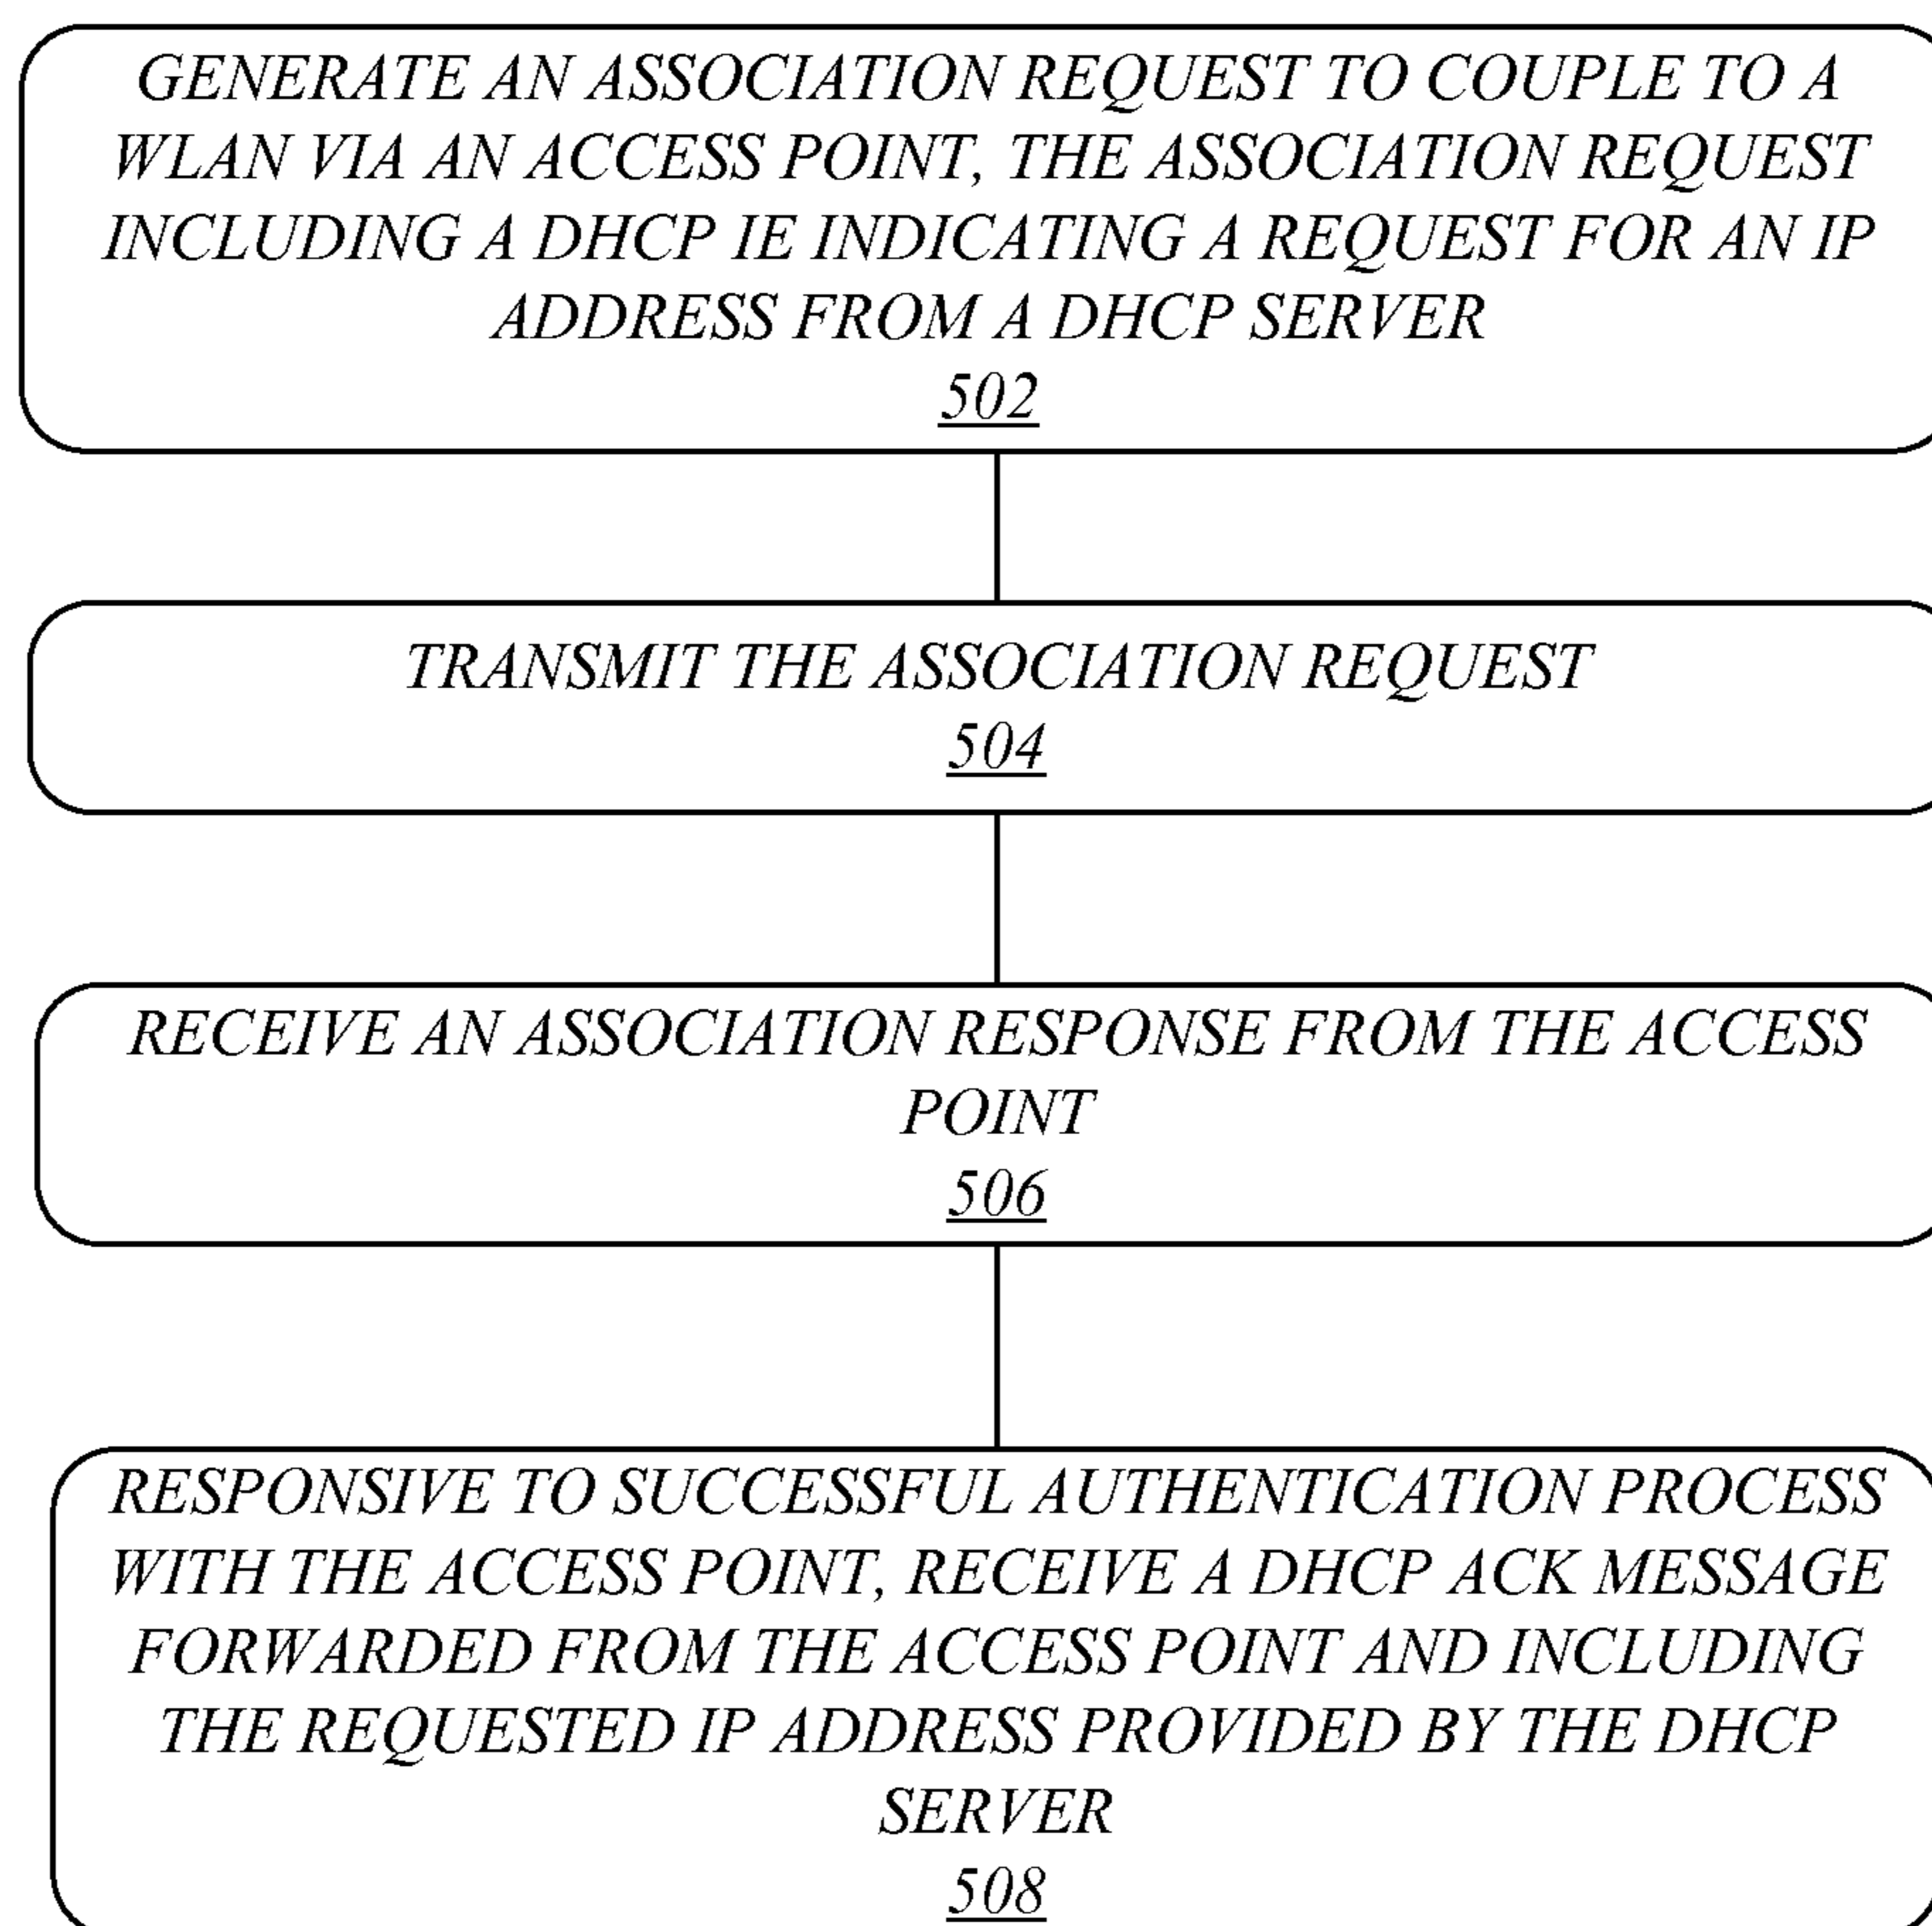 GENERATE AN ASSOCIATION REQUEST TO COUPLE TO A
WLAN VIA AN ACCESS POINT, THE ASSOCIATION REQUEST
INCLUDING A DHCP IE INDICATING A REQUEST FOR AN IP
ADDRESS FROM A DHCP SERVER
502
TRANSMIT THE ASSOCIATION REQUEST
504
RECEIVE AN ASSOCIATION RESPONSE FROM THE ACCESS
POINT
506
RESPONSIVE TO SUCCESSFUL AUTHENTICATION PROCESS
WITH THE ACCESS POINT, RECEIVE A DHCP ACK MESSAGE
FORWARDED FROM THE ACCESS POINT AND INCLUDING
THE REQUESTED IP ADDRESS PROVIDED BY THE DHCP
SERVER
508